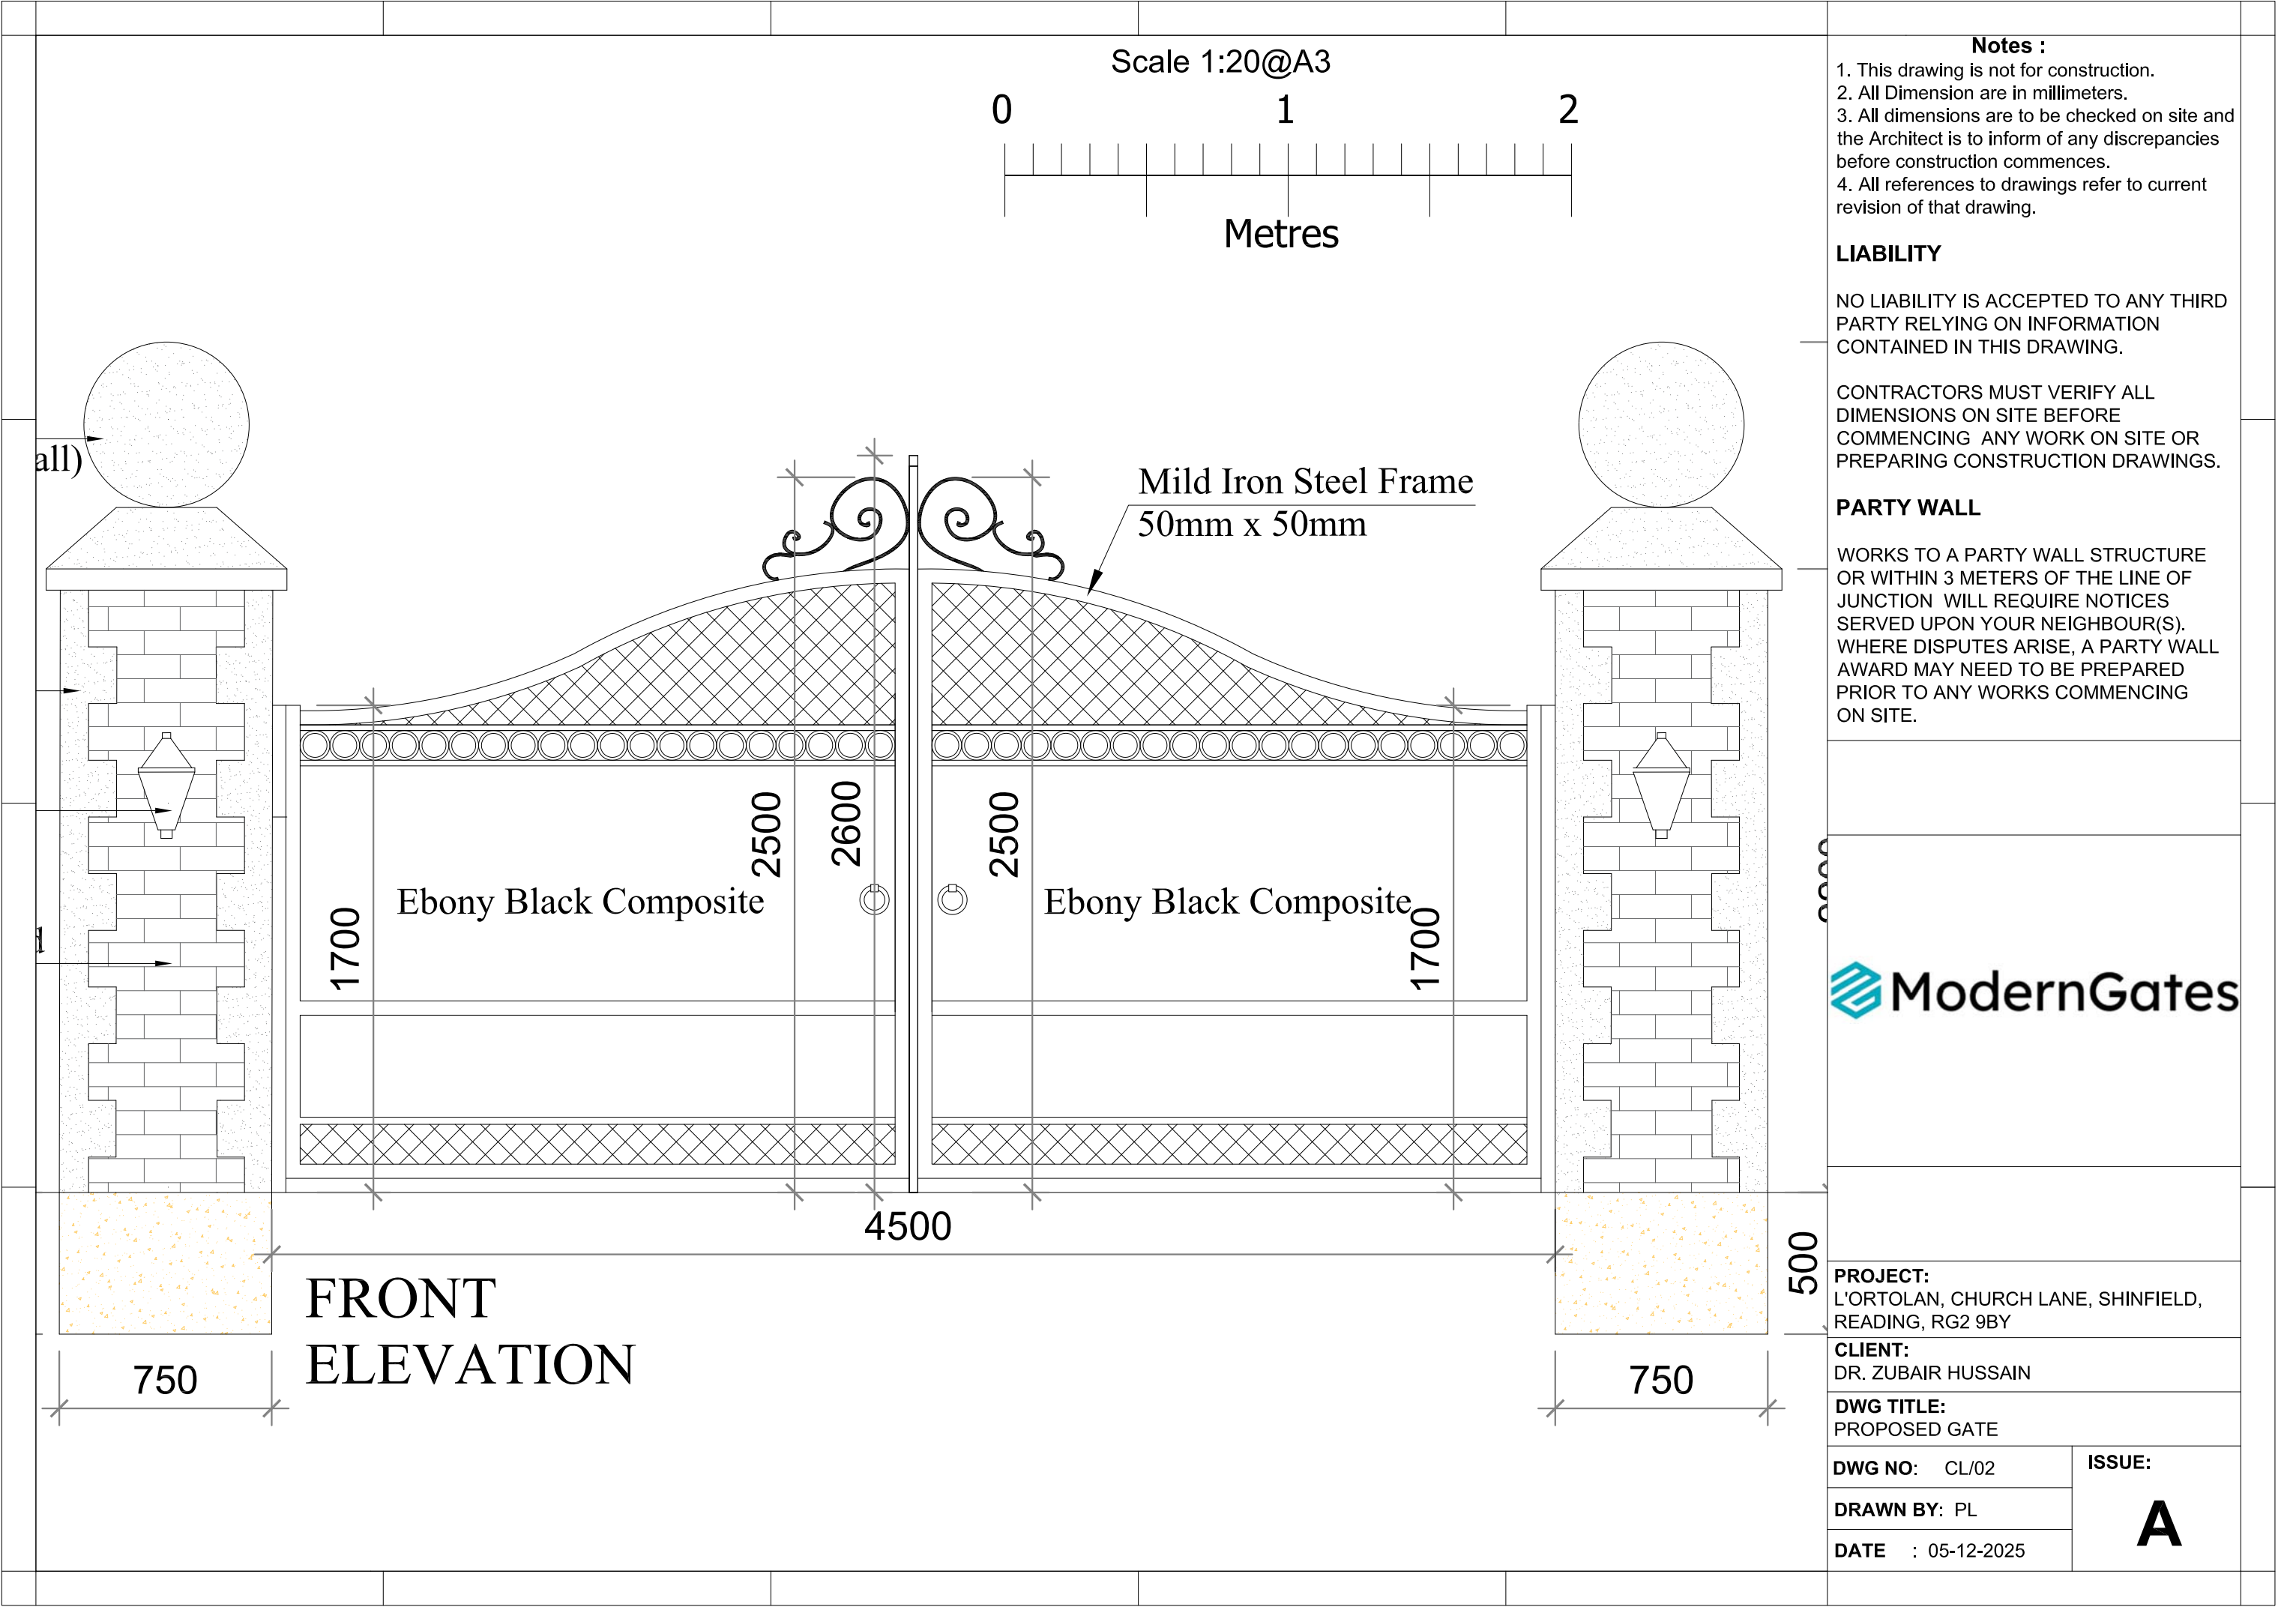 Scale 1:20@A3
0 1 2
Metres
all)
Mild Iron Steel Frame
50mm x 50mm
2500
2600
2500
Ebony Black Composite
Ebony Black Composite
1700
1700
4500
500
FRONT
ELEVATION
750
750
Notes :
1. This drawing is not for construction.
2. All Dimension are in millimeters.
3. All dimensions are to be checked on site and
the Architect is to inform of any discrepancies
before construction commences.
4. All references to drawings refer to current
revision of that drawing.
LIABILITY
NO LIABILITY IS ACCEPTED TO ANY THIRD
PARTY RELYING ON INFORMATION
CONTAINED IN THIS DRAWING.
CONTRACTORS MUST VERIFY ALL
DIMENSIONS ON SITE BEFORE
COMMENCING ANY WORK ON SITE OR
PREPARING CONSTRUCTION DRAWINGS.
PARTY WALL
WORKS TO A PARTY WALL STRUCTURE
OR WITHIN 3 METERS OF THE LINE OF
JUNCTION WILL REQUIRE NOTICES
SERVED UPON YOUR NEIGHBOUR(S).
WHERE DISPUTES ARISE, A PARTY WALL
AWARD MAY NEED TO BE PREPARED
PRIOR TO ANY WORKS COMMENCING
ON SITE.
ModernGates
PROJECT:
L'ORTOLAN, CHURCH LANE, SHINFIELD,
READING, RG2 9BY
CLIENT:
DR. ZUBAIR HUSSAIN
DWG TITLE:
PROPOSED GATE
DWG NO: CL/02
ISSUE:
A
DRAWN BY: PL
DATE : 05-12-2025